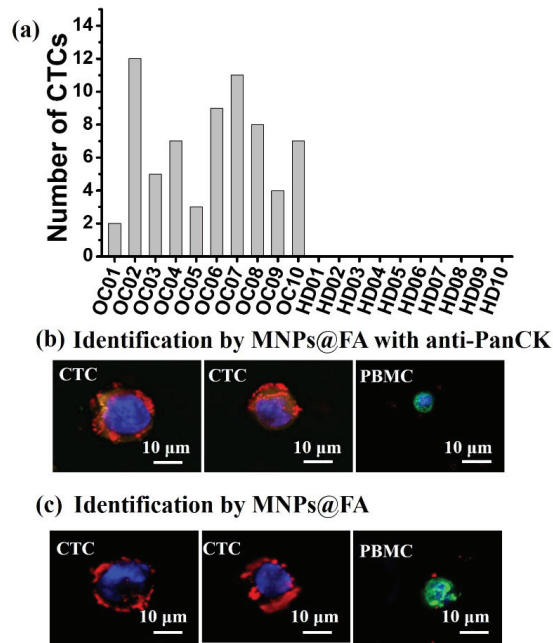 (a)
Number of CTCs
14
12
10
8
6
4
2
0
OC01 OC02 OC03 OC04 OC05 OC06 OC07 OC08 OC09 OC10 HD01 HD02 HD03 HD04 HD05 HD06 HD07 HD08 HD09 HD10
(b) Identification by MNPs@FA with anti-PanCK
CTC CTC PBMC
10 μm 10 μm 10 μm
(c) Identification by MNPs@FA
CTC CTC PBMC
10 μm 10 μm 10 μm